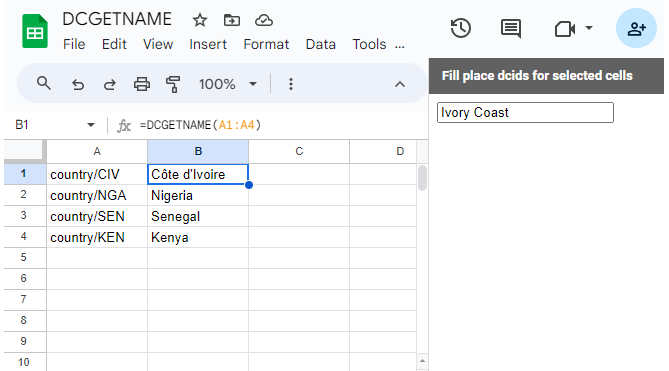 DCGETNAME
File Edit View Insert Format Data Tools ...
100%
Fill place dcids for selected cells
Ivory Coast
B1 fx =DCGETNAME(A1:A4)
A B C D
1 country/CIV Côte d'Ivoire
2 country/NGA Nigeria
3 country/SEN Senegal
4 country/KEN Kenya
5
6
7
8
9
10